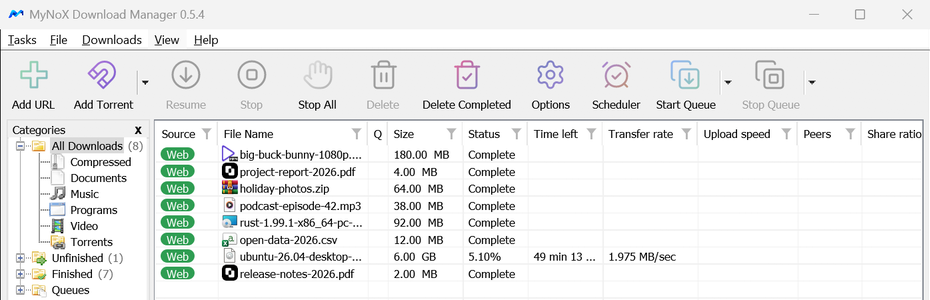 MyNoX Download Manager 0.5.4
Tasks File Downloads View Help
Add URL Add Torrent Resume Stop Stop All Delete Delete Completed Options Scheduler Start Queue Stop Queue
Categories X
All Downloads (8)
Compressed
Documents
Music
Programs
Video
Torrents
Unfinished (1)
Finished (7)
Queues
Source File Name Q Size Status Time left Transfer rate Upload speed Peers Share ratio
Web big-buck-bunny-1080p.... 180.00 MB Complete
Web project-report-2026.pdf 4.00 MB Complete
Web holiday-photos.zip 64.00 MB Complete
Web podcast-episode-42.mp3 38.00 MB Complete
Web rust-1.99.1-x86_64-pc-... 92.00 MB Complete
Web open-data-2026.csv 12.00 MB Complete
Web ubuntu-26.04-desktop-... 6.00 GB 5.10% 49 min 13 ... 1.975 MB/sec
Web release-notes-2026.pdf 2.00 MB Complete